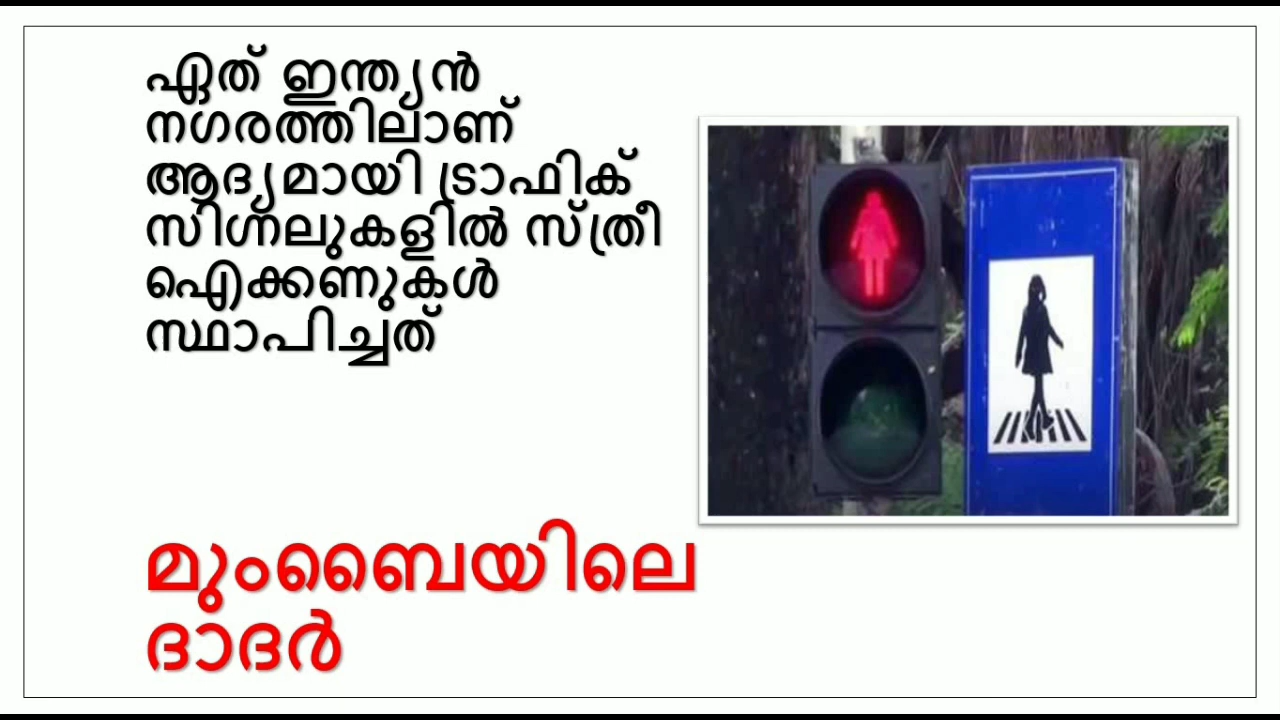 ഏത് ഇന്ത്യൻ
നഗരത്തിലാണ്
ആദ്യമായി ട്രാഫിക്
സിഗ്നലുകളിൽ സ്ത്രീ
ഐക്കണുകൾ
സ്ഥാപിച്ചത്
മുംബൈയിലെ
ദാദർ